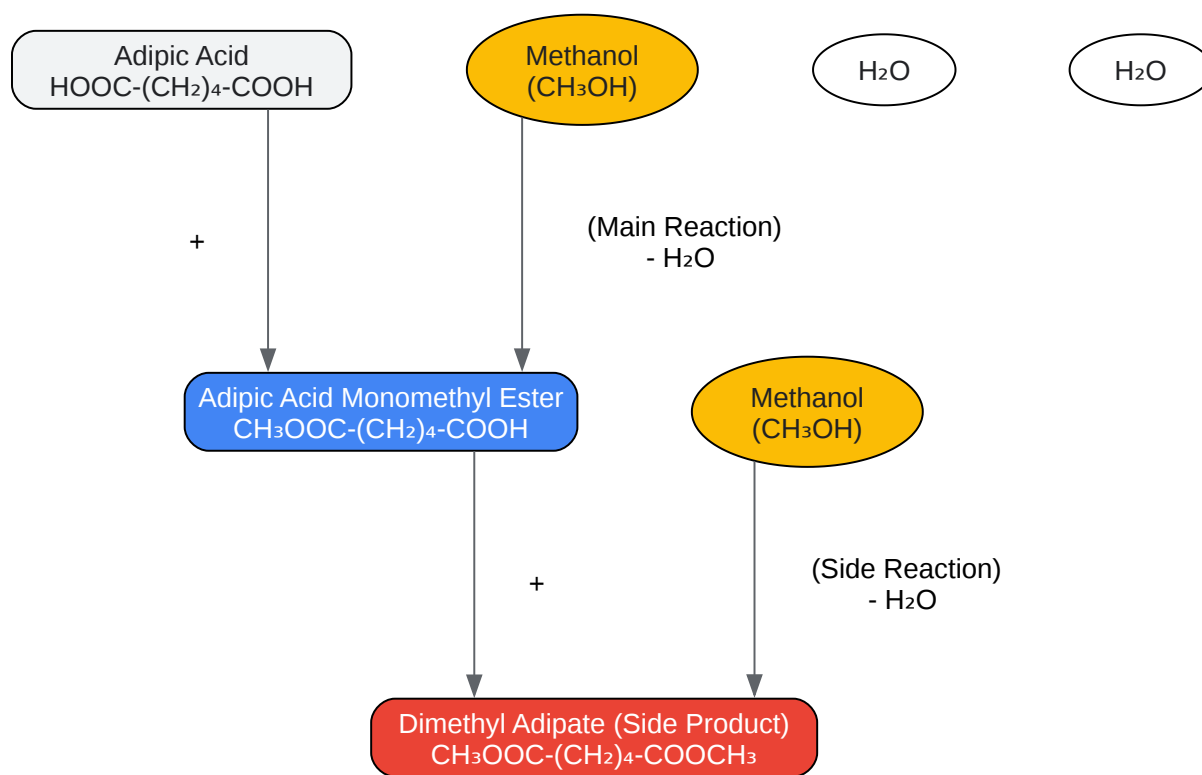 Adipic Acid
HOOC-(CH₂)₄-COOH
Methanol
(CH₃OH)
H₂O
H₂O
+
(Main Reaction)
- H₂O
Adipic Acid Monomethyl Ester
CH₃OOC-(CH₂)₄-COOH
Methanol
(CH₃OH)
+
(Side Reaction)
- H₂O
Dimethyl Adipate (Side Product)
CH₃OOC-(CH₂)₄-COOCH₃